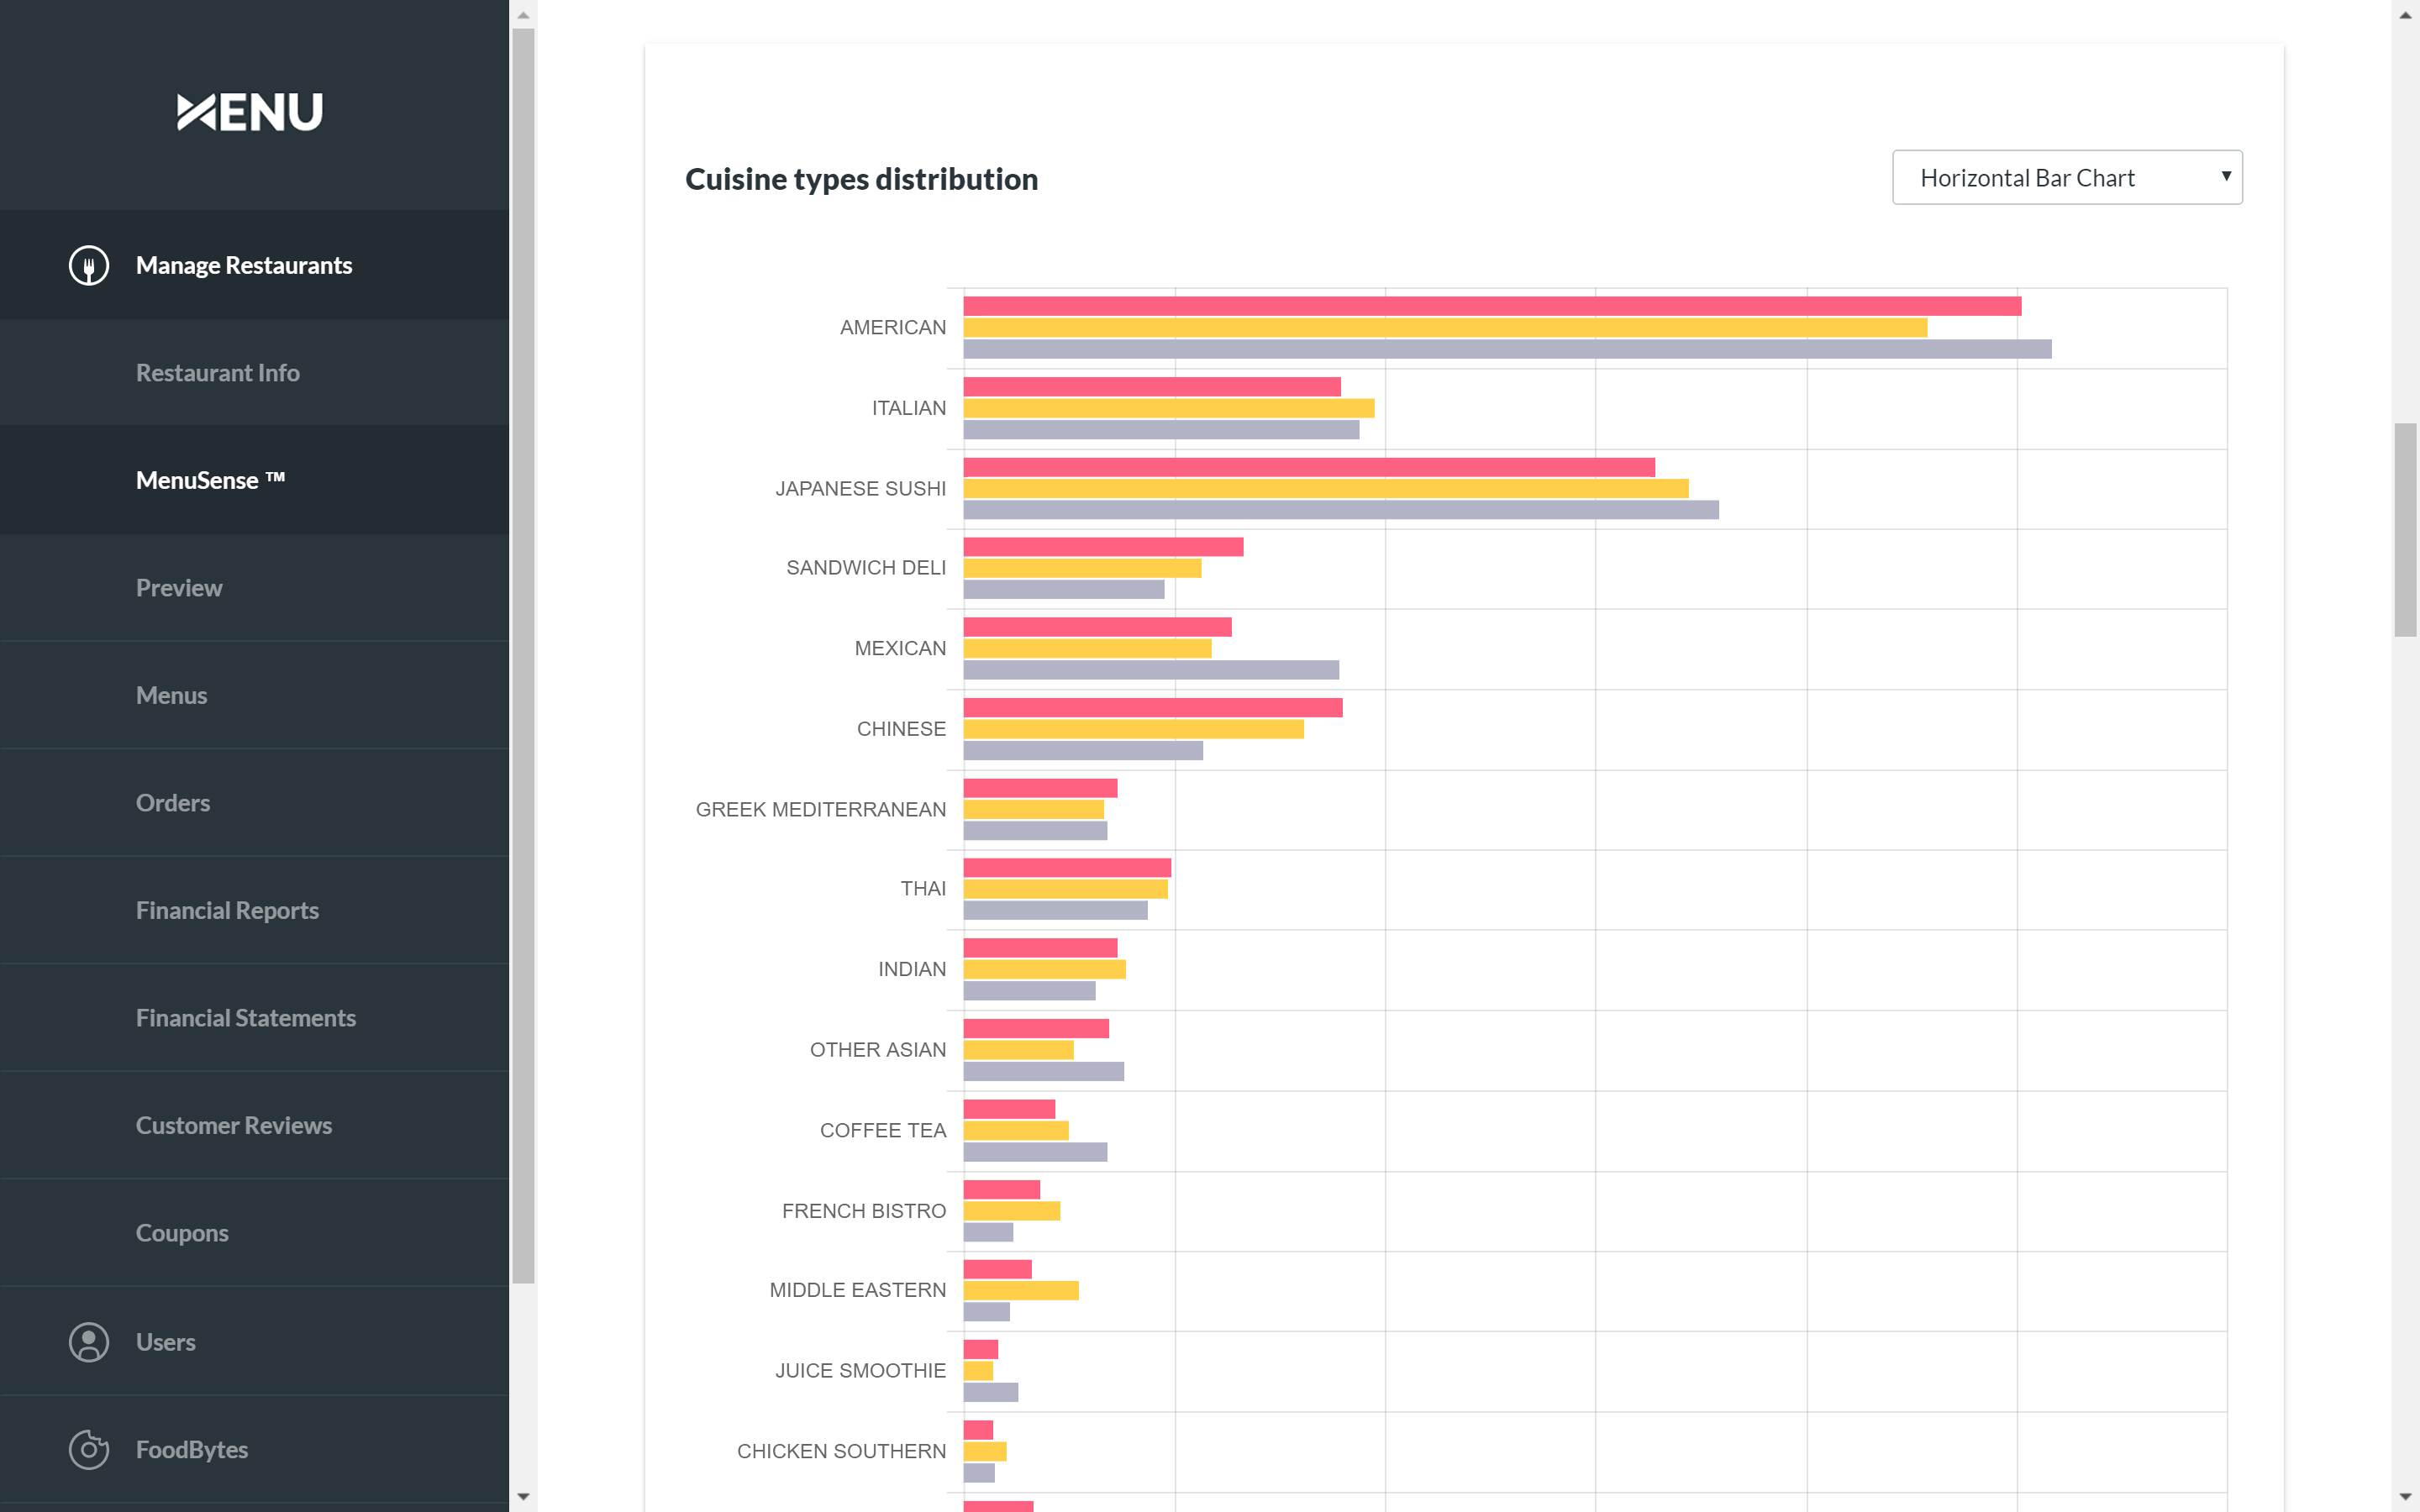 MENU
Manage Restaurants
Restaurant Info
MenuSense ™
Preview
Menus
Orders
Financial Reports
Financial Statements
Customer Reviews
Coupons
Users
FoodBytes
Cuisine types distribution
Horizontal Bar Chart
AMERICAN
ITALIAN
JAPANESE SUSHI
SANDWICH DELI
MEXICAN
CHINESE
GREEK MEDITERRANEAN
THAI
INDIAN
OTHER ASIAN
COFFEE TEA
FRENCH BISTRO
MIDDLE EASTERN
JUICE SMOOTHIE
CHICKEN SOUTHERN